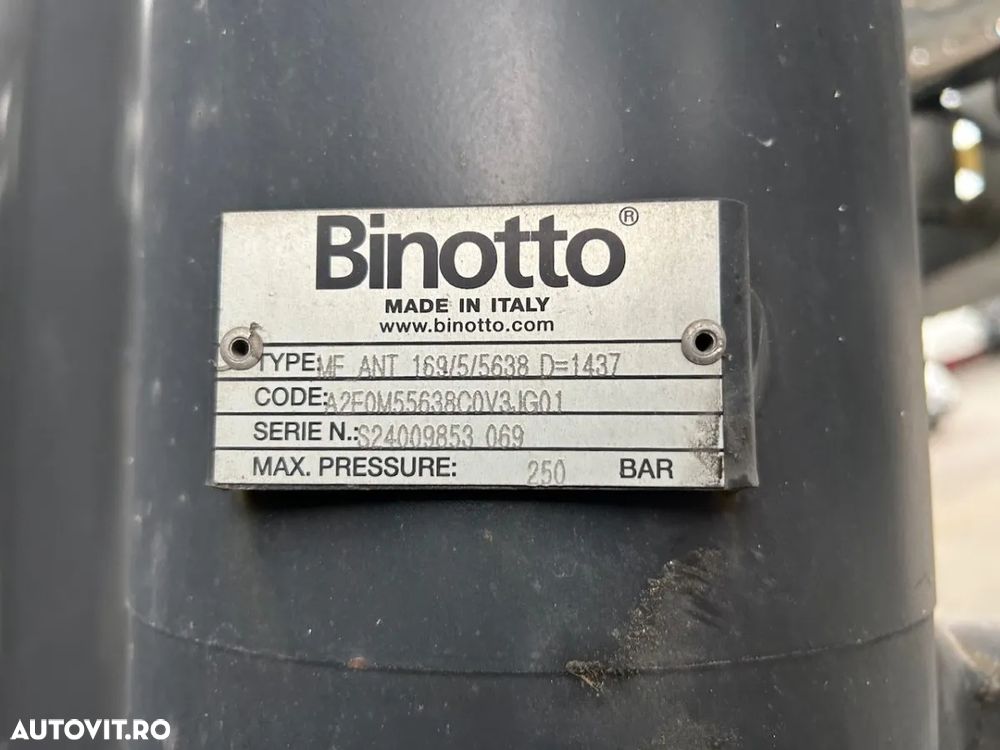 Binotto®
MADE IN ITALY
www.binotto.com
TYPE: MF ANT 169/5/5638 D=1437
CODE: A2F0M55638C0V3JG01
SERIE N.: S24009853 069
MAX. PRESSURE: 250 BAR
AUTOVIT.RO